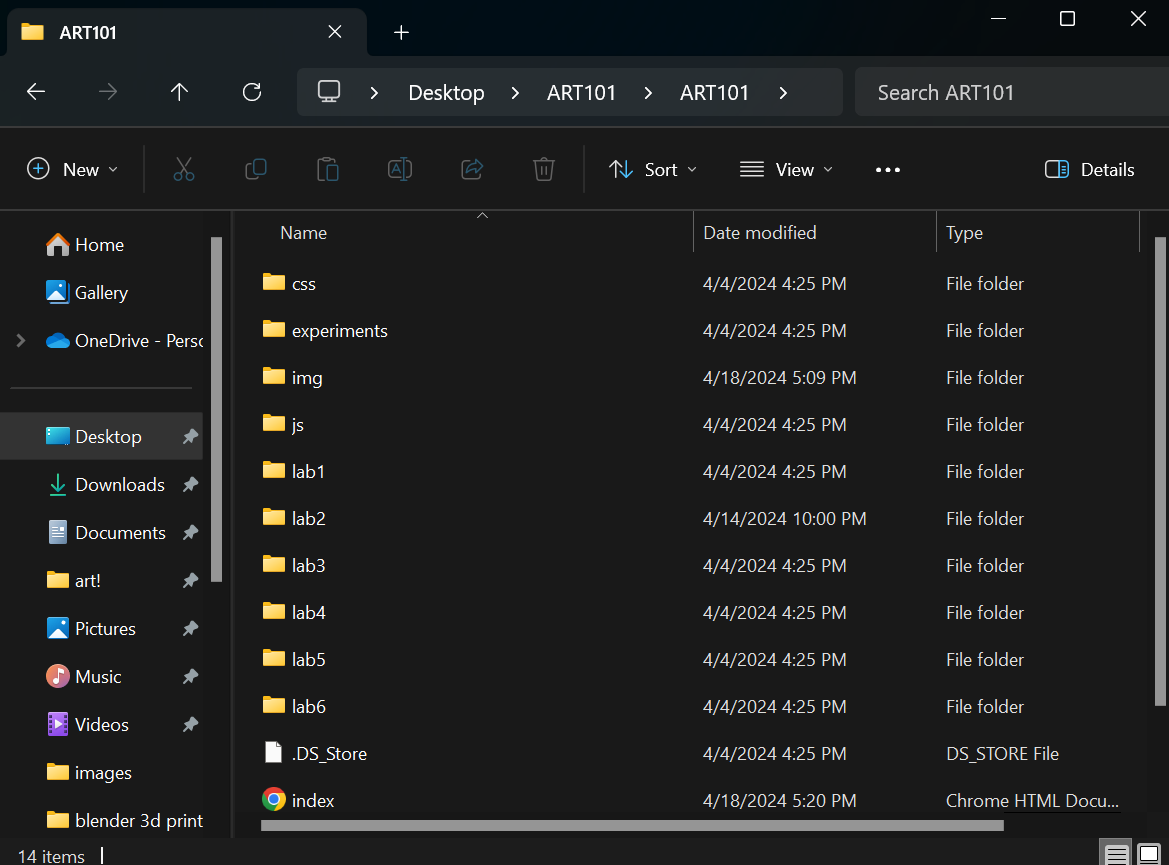 ART101
Desktop ART101 ART101 Search ART101
New Sort View Details
Name Date modified Type
Home
Gallery
OneDrive - Perso
Desktop
Downloads
Documents
art!
Pictures
Music
Videos
images
blender 3d print
css 4/4/2024 4:25 PM File folder
experiments 4/4/2024 4:25 PM File folder
img 4/18/2024 5:09 PM File folder
js 4/4/2024 4:25 PM File folder
lab1 4/4/2024 4:25 PM File folder
lab2 4/14/2024 10:00 PM File folder
lab3 4/4/2024 4:25 PM File folder
lab4 4/4/2024 4:25 PM File folder
lab5 4/4/2024 4:25 PM File folder
lab6 4/4/2024 4:25 PM File folder
.DS_Store 4/4/2024 4:25 PM DS_STORE File
index 4/18/2024 5:20 PM Chrome HTML Docu...
14 items